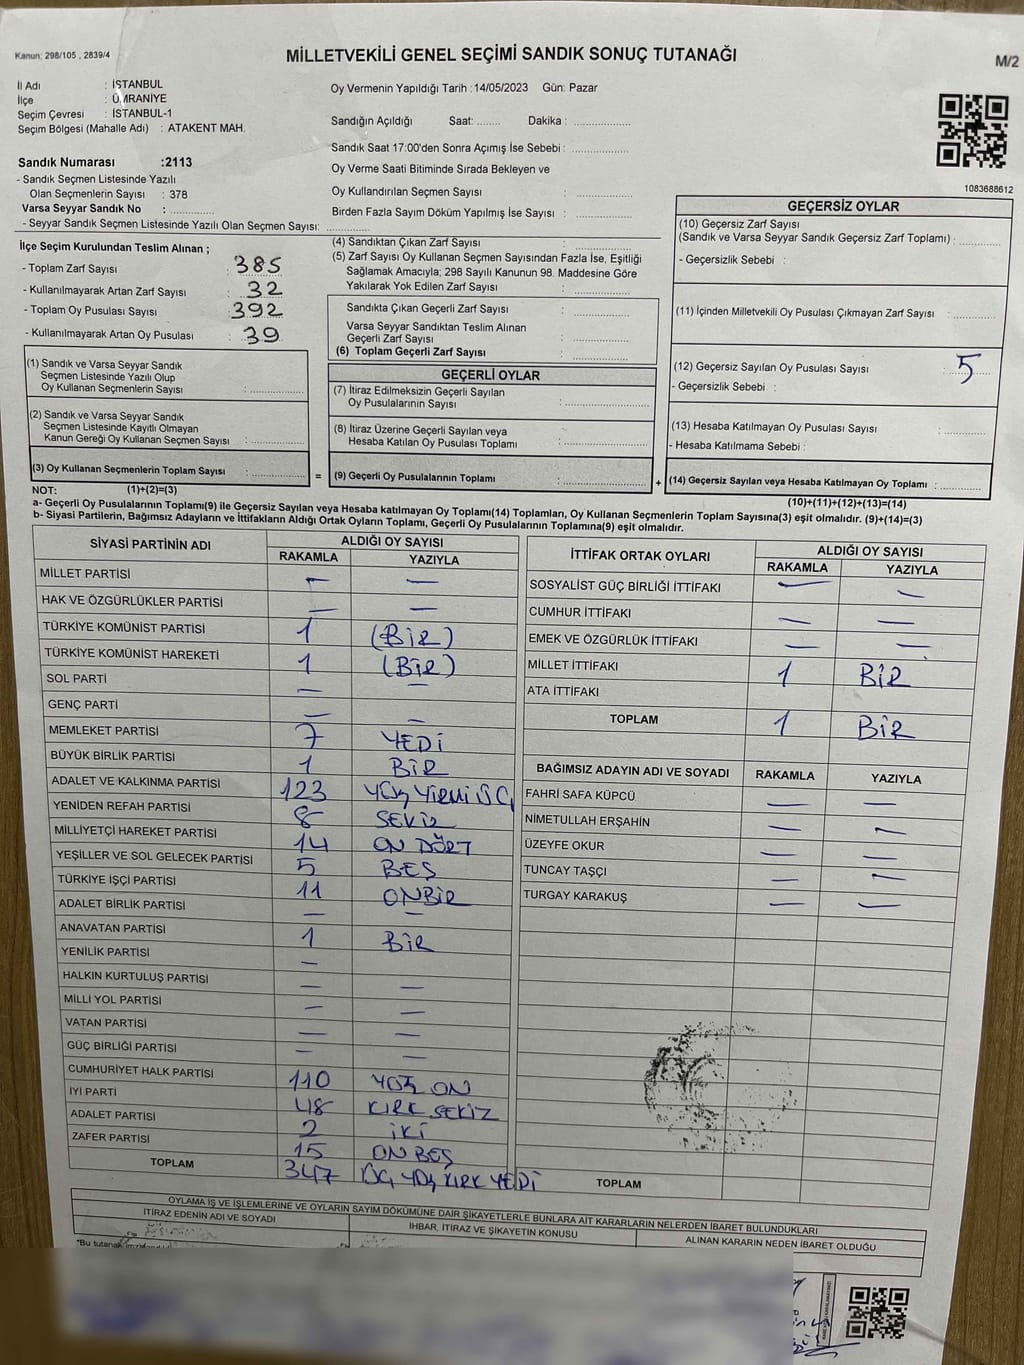 Kanun; 298/105 , 2839/4
MİLLETVEKİLİ GENEL SEÇİMİ SANDIK SONUÇ TUTANAĞI
M/2
İl Adı : İSTANBUL
İlçe : ÜMRANİYE
Seçim Çevresi : İSTANBUL-1
Seçim Bölgesi (Mahalle Adı) : ATAKENT MAH.
Sandık Numarası :2113
- Sandık Seçmen Listesinde Yazılı
Olan Seçmenlerin Sayısı : 378
Varsa Seyyar Sandık No :
- Seyyar Sandık Seçmen Listesinde Yazılı Olan Seçmen Sayısı:
Oy Vermenin Yapıldığı Tarih :14/05/2023 Gün: Pazar
Sandığın Açıldığı Saat: Dakika :
Sandık Saat 17:00'den Sonra Açımış İse Sebebi :
Oy Verme Saati Bitiminde Sırada Bekleyen ve
Oy Kullandırılan Seçmen Sayısı :
Birden Fazla Sayım Döküm Yapılmış İse Sayısı :
1083688612
İlçe Seçim Kurulundan Teslim Alınan ;
- Toplam Zarf Sayısı : 385
- Kullanılmayarak Artan Zarf Sayısı : 32
- Toplam Oy Pusulası Sayısı : 392
- Kullanılmayarak Artan Oy Pusulası : 39
(1) Sandık ve Varsa Seyyar Sandık
Seçmen Listesinde Yazılı Olup
Oy Kullanan Seçmenlerin Sayısı :
(2) Sandık ve Varsa Seyyar Sandık
Seçmen Listesinde Kayıtlı Olmayan
Kanun Gereği Oy Kullanan Seçmen Sayısı :
(3) Oy Kullanan Seçmenlerin Toplam Sayısı :
(4) Sandıktan Çıkan Zarf Sayısı :
(5) Zarf Sayısı Oy Kullanan Seçmen Sayısından Fazla İse, Eşitliği
Sağlamak Amacıyla; 298 Sayılı Kanunun 98. Maddesine Göre
Yakılarak Yok Edilen Zarf Sayısı :
Sandıkta Çıkan Geçerli Zarf Sayısı :
Varsa Seyyar Sandıktan Teslim Alınan
Geçerli Zarf Sayısı :
(6) Toplam Geçerli Zarf Sayısı :
GEÇERLİ OYLAR
(7) İtiraz Edilmeksizin Geçerli Sayılan
Oy Pusulalarının Sayısı :
(8) İtiraz Üzerine Geçerli Sayılan veya
Hesaba Katılan Oy Pusulası Toplamı :
= (9) Geçerli Oy Pusulalarının Toplamı :
GEÇERSİZ OYLAR
(10) Geçersiz Zarf Sayısı
(Sandık ve Varsa Seyyar Sandık Geçersiz Zarf Toplamı) :
- Geçersizlik Sebebi :
(11) İçinden Milletvekili Oy Pusulası Çıkmayan Zarf Sayısı :
(12) Geçersiz Sayılan Oy Pusulası Sayısı : 5
- Geçersizlik Sebebi :
(13) Hesaba Katılmayan Oy Pusulası Sayısı :
- Hesaba Katılmama Sebebi :
+ (14) Geçersiz Sayılan veya Hesaba Katılmayan Oy Toplamı :
NOT: (1)+(2)=(3)
(10)+(11)+(12)+(13)=(14)
a- Geçerli Oy Pusulalarının Toplamı(9) ile Geçersiz Sayılan veya Hesaba katılmayan Oy Toplamı(14) Toplamları, Oy Kullanan Seçmenlerin Toplam Sayısına(3) eşit olmalıdır. (9)+(14)=(3)
b- Siyasi Partilerin, Bağımsız Adayların ve İttifakların Aldığı Ortak Oyların Toplamı, Geçerli Oy Pusulalarının Toplamına(9) eşit olmalıdır.
SİYASİ PARTİNİN ADI ALDIĞI OY SAYISI
RAKAMLA YAZIYLA
MİLLET PARTİSİ — —
HAK VE ÖZGÜRLÜKLER PARTİSİ — —
TÜRKİYE KOMÜNİST PARTİSİ 1 (BİR)
TÜRKİYE KOMÜNİST HAREKETİ 1 (BİR)
SOL PARTİ — —
GENÇ PARTİ — —
MEMLEKET PARTİSİ 7 YEDİ
BÜYÜK BİRLİK PARTİSİ 1 BİR
ADALET VE KALKINMA PARTİSİ 123 YÜZ YİRMİ ÜÇ
YENİDEN REFAH PARTİSİ 8 SEKİZ
MİLLİYETÇİ HAREKET PARTİSİ 14 ON DÖRT
YEŞİLLER VE SOL GELECEK PARTİSİ 5 BEŞ
TÜRKİYE İŞÇİ PARTİSİ 11 ONBİR
ADALET BİRLİK PARTİSİ — —
ANAVATAN PARTİSİ 1 BİR
YENİLİK PARTİSİ —
HALKIN KURTULUŞ PARTİSİ — —
MİLLİ YOL PARTİSİ — —
VATAN PARTİSİ — —
GÜÇ BİRLİĞİ PARTİSİ — —
CUMHURİYET HALK PARTİSİ 110 YÜZ ON
İYİ PARTİ 48 KIRK SEKİZ
ADALET PARTİSİ 2 İKİ
ZAFER PARTİSİ 15 ON BEŞ
TOPLAM 347 ÜÇ YÜZ KIRK YEDİ
İTTİFAK ORTAK OYLARI ALDIĞI OY SAYISI
RAKAMLA YAZIYLA
SOSYALİST GÜÇ BİRLİĞİ İTTİFAKI — —
CUMHUR İTTİFAKI — —
EMEK VE ÖZGÜRLÜK İTTİFAKI — —
MİLLET İTTİFAKI 1 BİR
ATA İTTİFAKI
TOPLAM 1 BİR
BAĞIMSIZ ADAYIN ADI VE SOYADI RAKAMLA YAZIYLA
FAHRİ SAFA KÜPCÜ — —
NİMETULLAH ERŞAHİN — —
ÜZEYFE OKUR — —
TUNCAY TAŞÇI — —
TURGAY KARAKUŞ — —
TOPLAM
OYLAMA İŞ VE İŞLEMLERİNE VE OYLARIN SAYIM DÖKÜMÜNE DAİR ŞİKAYETLERLE BUNLARA AİT KARARLARIN NELERDEN İBARET BULUNDUKLARI
İTİRAZ EDENİN ADI VE SOYADI İHBAR, İTİRAZ VE ŞİKAYETİN KONUSU ALINAN KARARIN NEDEN İBARET OLDUĞU
*Bu tutanak